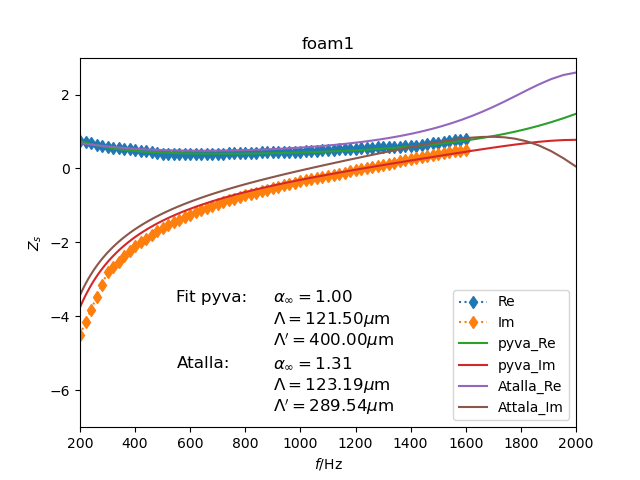 foam1
2
0
−2
−4
−6
Z_s
Fit pyva: α∞ = 1.00
Λ = 121.50μm
Λ′ = 400.00μm
Atalla: α∞ = 1.31
Λ = 123.19μm
Λ′ = 289.54μm
Re
Im
pyva_Re
pyva_Im
Atalla_Re
Attala_Im
200 400 600 800 1000 1200 1400 1600 1800 2000
f/Hz